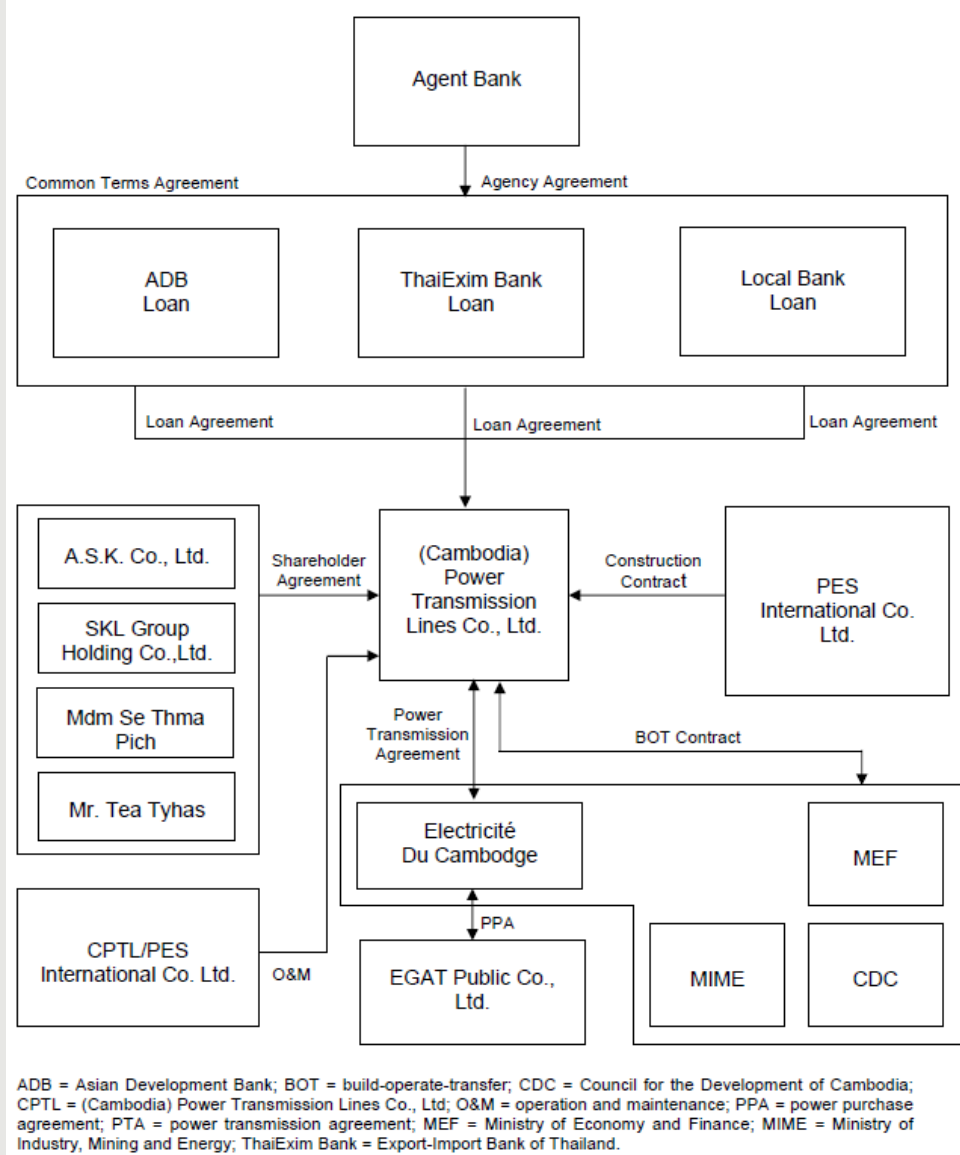 Agent Bank
Common Terms Agreement
Agency Agreement
ADB
Loan
ThaiExim Bank
Loan
Local Bank
Loan
Loan Agreement
Loan Agreement
Loan Agreement
A.S.K. Co., Ltd.
SKL Group
Holding Co.,Ltd.
Mdm Se Thma
Pich
Mr. Tea Tyhas
Shareholder
Agreement
(Cambodia)
Power
Transmission
Lines Co., Ltd.
Construction
Contract
PES
International Co.
Ltd.
Power
Transmission
Agreement
BOT Contract
Electricité
Du Cambodge
MEF
CPTL/PES
International Co. Ltd.
O&M
PPA
EGAT Public Co.,
Ltd.
MIME
CDC
ADB = Asian Development Bank; BOT = build-operate-transfer; CDC = Council for the Development of Cambodia;
CPTL = (Cambodia) Power Transmission Lines Co., Ltd; O&M = operation and maintenance; PPA = power purchase
agreement; PTA = power transmission agreement; MEF = Ministry of Economy and Finance; MIME = Ministry of
Industry, Mining and Energy; ThaiExim Bank = Export-Import Bank of Thailand.